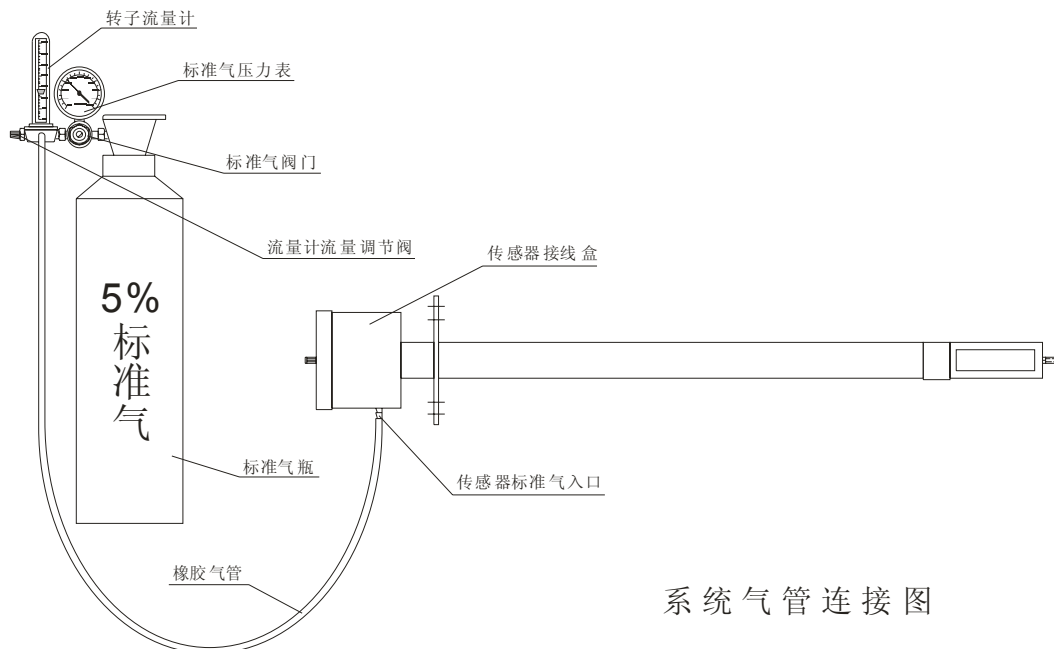 转子流量计
标准气压力表
标准气阀门
流量计流量调节阀
传感器接线盒
5%
标
准
气
标准气瓶
传感器标准气入口
橡胶气管
系统气管连接图